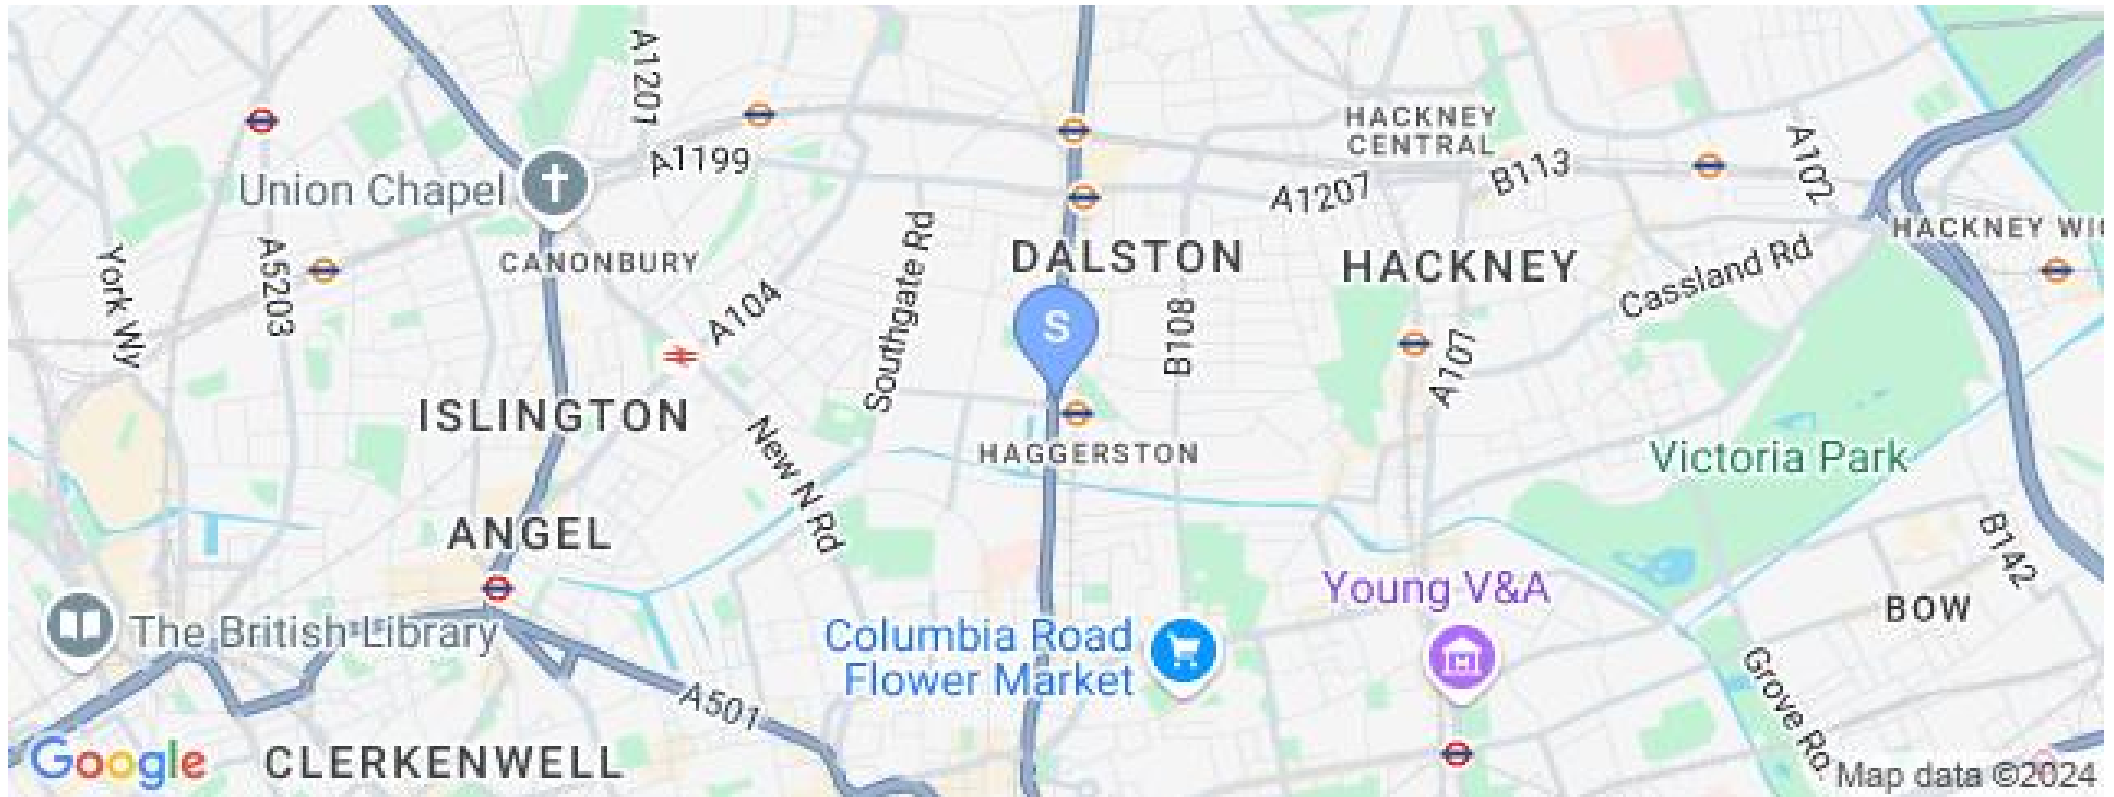 A1201
HACKNEY
CENTRAL
A1199
B113
A102
Union Chapel
A1207
HACKNEY WIC
CANONBURY
DALSTON
HACKNEY
York Wy
A5203
A104
Southgate Rd
S
B108
Cassland Rd
A107
ISLINGTON
HAGGERSTON
Victoria Park
New N Rd
ANGEL
B142
Young V&A
BOW
The British Library
Columbia Road
Flower Market
A501
Grove Rd
Google
CLERKENWELL
Map data ©2024